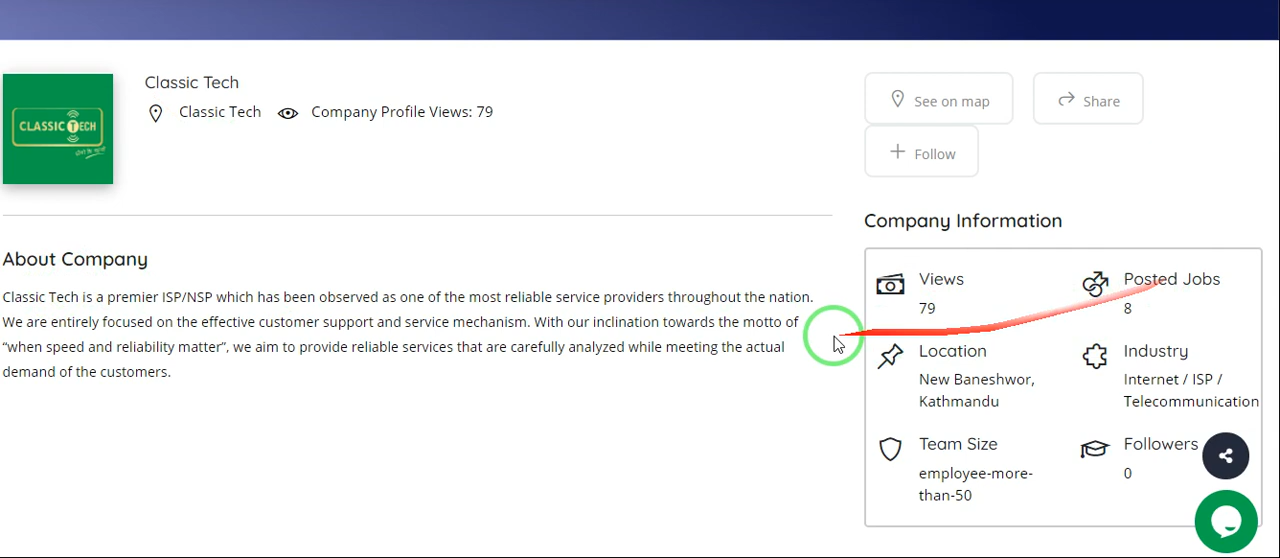 CLASSIC TECH
Classic Tech
Classic Tech Company Profile Views: 79
See on map
Share
Follow
About Company
Classic Tech is a premier ISP/NSP which has been observed as one of the most reliable service providers throughout the nation.
We are entirely focused on the effective customer support and service mechanism. With our inclination towards the motto of
“when speed and reliability matter”, we aim to provide reliable services that are carefully analyzed while meeting the actual
demand of the customers.
Company Information
Views
79
Posted Jobs
8
Location
New Baneshwor,
Kathmandu
Industry
Internet / ISP /
Telecommunication
Team Size
employee-more-
than-50
Followers
0